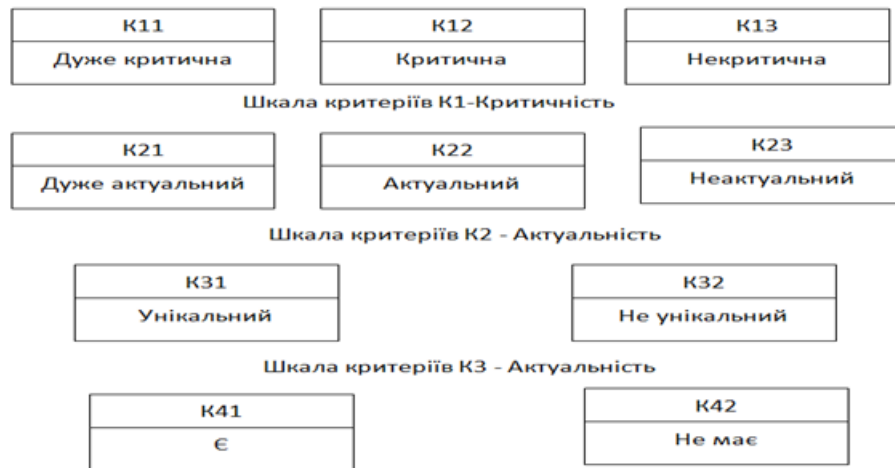 К11 К12 К13
Дуже критична Критична Некритична
Шкала критеріїв К1-Критичність
К21 К22 К23
Дуже актуальний Актуальний Неактуальний
Шкала критеріїв К2 - Актуальність
К31 К32
Унікальний Не унікальний
Шкала критеріїв К3 - Актуальність
К41 К42
Є Не має